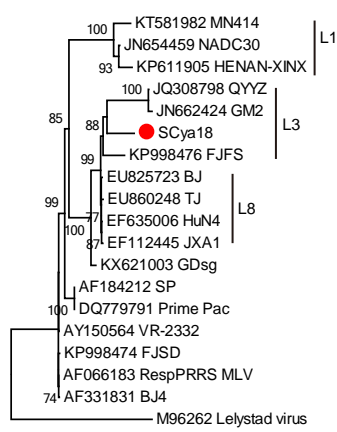 KT581982 MN414
100
L1
JN654459 NADC30
93
KP611905 HENAN-XINX
100
JQ308798 QYYZ
JN662424 GM2
85
88
L3
SCya18
99
KP998476 FJFS
EU825723 BJ
99
EU860248 TJ
L8
77
100
EF635006 HuN4
87
EF112445 JXA1
KX621003 GDsg
AF184212 SP
100
DQ779791 Prime Pac
AY150564 VR-2332
KP998474 FJSD
AF066183 RespPRRS MLV
74
AF331831 BJ4
M96262 Lelystad virus